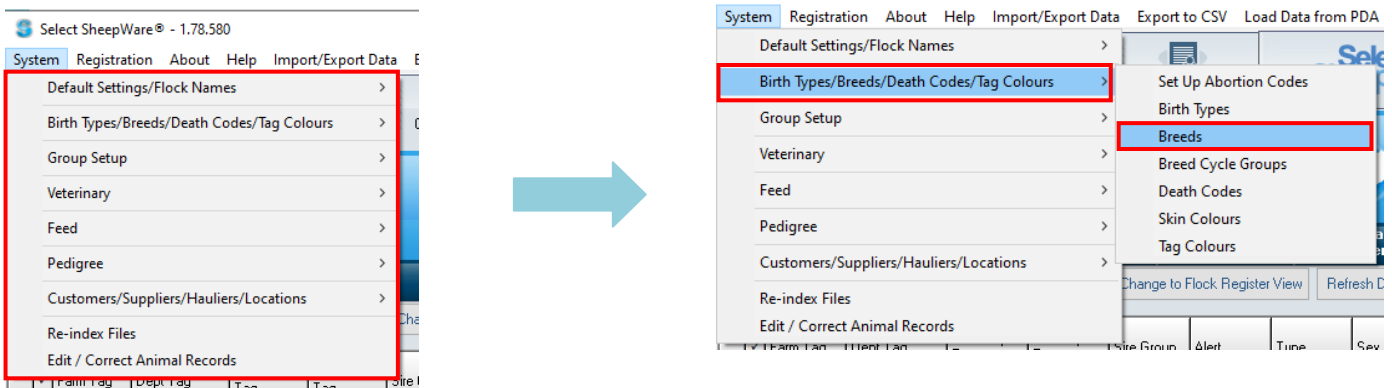 Select SheepWare® - 1.78.580
System Registration About Help Import/Export Data
Default Settings/Flock Names
Birth Types/Breeds/Death Codes/Tag Colours
Group Setup
Veterinary
Feed
Pedigree
Customers/Suppliers/Hauliers/Locations
Re-index Files
Edit / Correct Animal Records
Farm Tag Dept Tag Tag Tag Sire
System Registration About Help Import/Export Data Export to CSV Load Data from PDA
Default Settings/Flock Names
Birth Types/Breeds/Death Codes/Tag Colours
Group Setup
Veterinary
Feed
Pedigree
Customers/Suppliers/Hauliers/Locations
Re-index Files
Edit / Correct Animal Records
Set Up Abortion Codes
Birth Types
Breeds
Breed Cycle Groups
Death Codes
Skin Colours
Tag Colours
Change to Flock Register View Refresh D
Farm Tag Dept Tag Sire Group Alert Type Sex